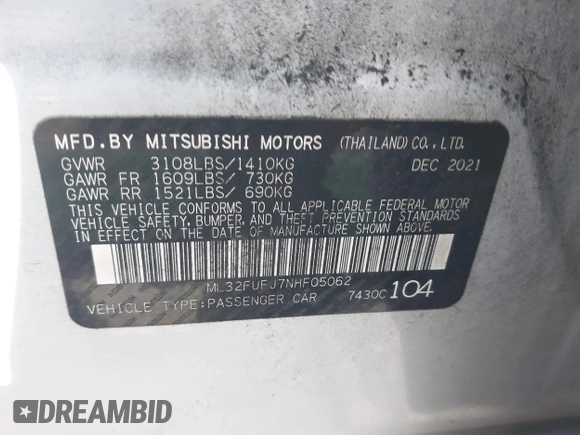 MFD.BY MITSUBISHI MOTORS (THAILAND) CO., LTD.
GVWR 3108LBS/1410KG DEC 2021
GAWR FR 1609LBS/ 730KG
GAWR RR 1521LBS/ 690KG
THIS VEHICLE CONFORMS TO ALL APPLICABLE FEDERAL MOTOR
VEHICLE SAFETY, BUMPER, AND THEFT PREVENTION STANDARDS
IN EFFECT ON THE DATE OF MANUFACTURE SHOWN ABOVE.
ML32FUFJ7NHF05062
VEHICLE TYPE:PASSENGER CAR 7430C 104
DREAMBID